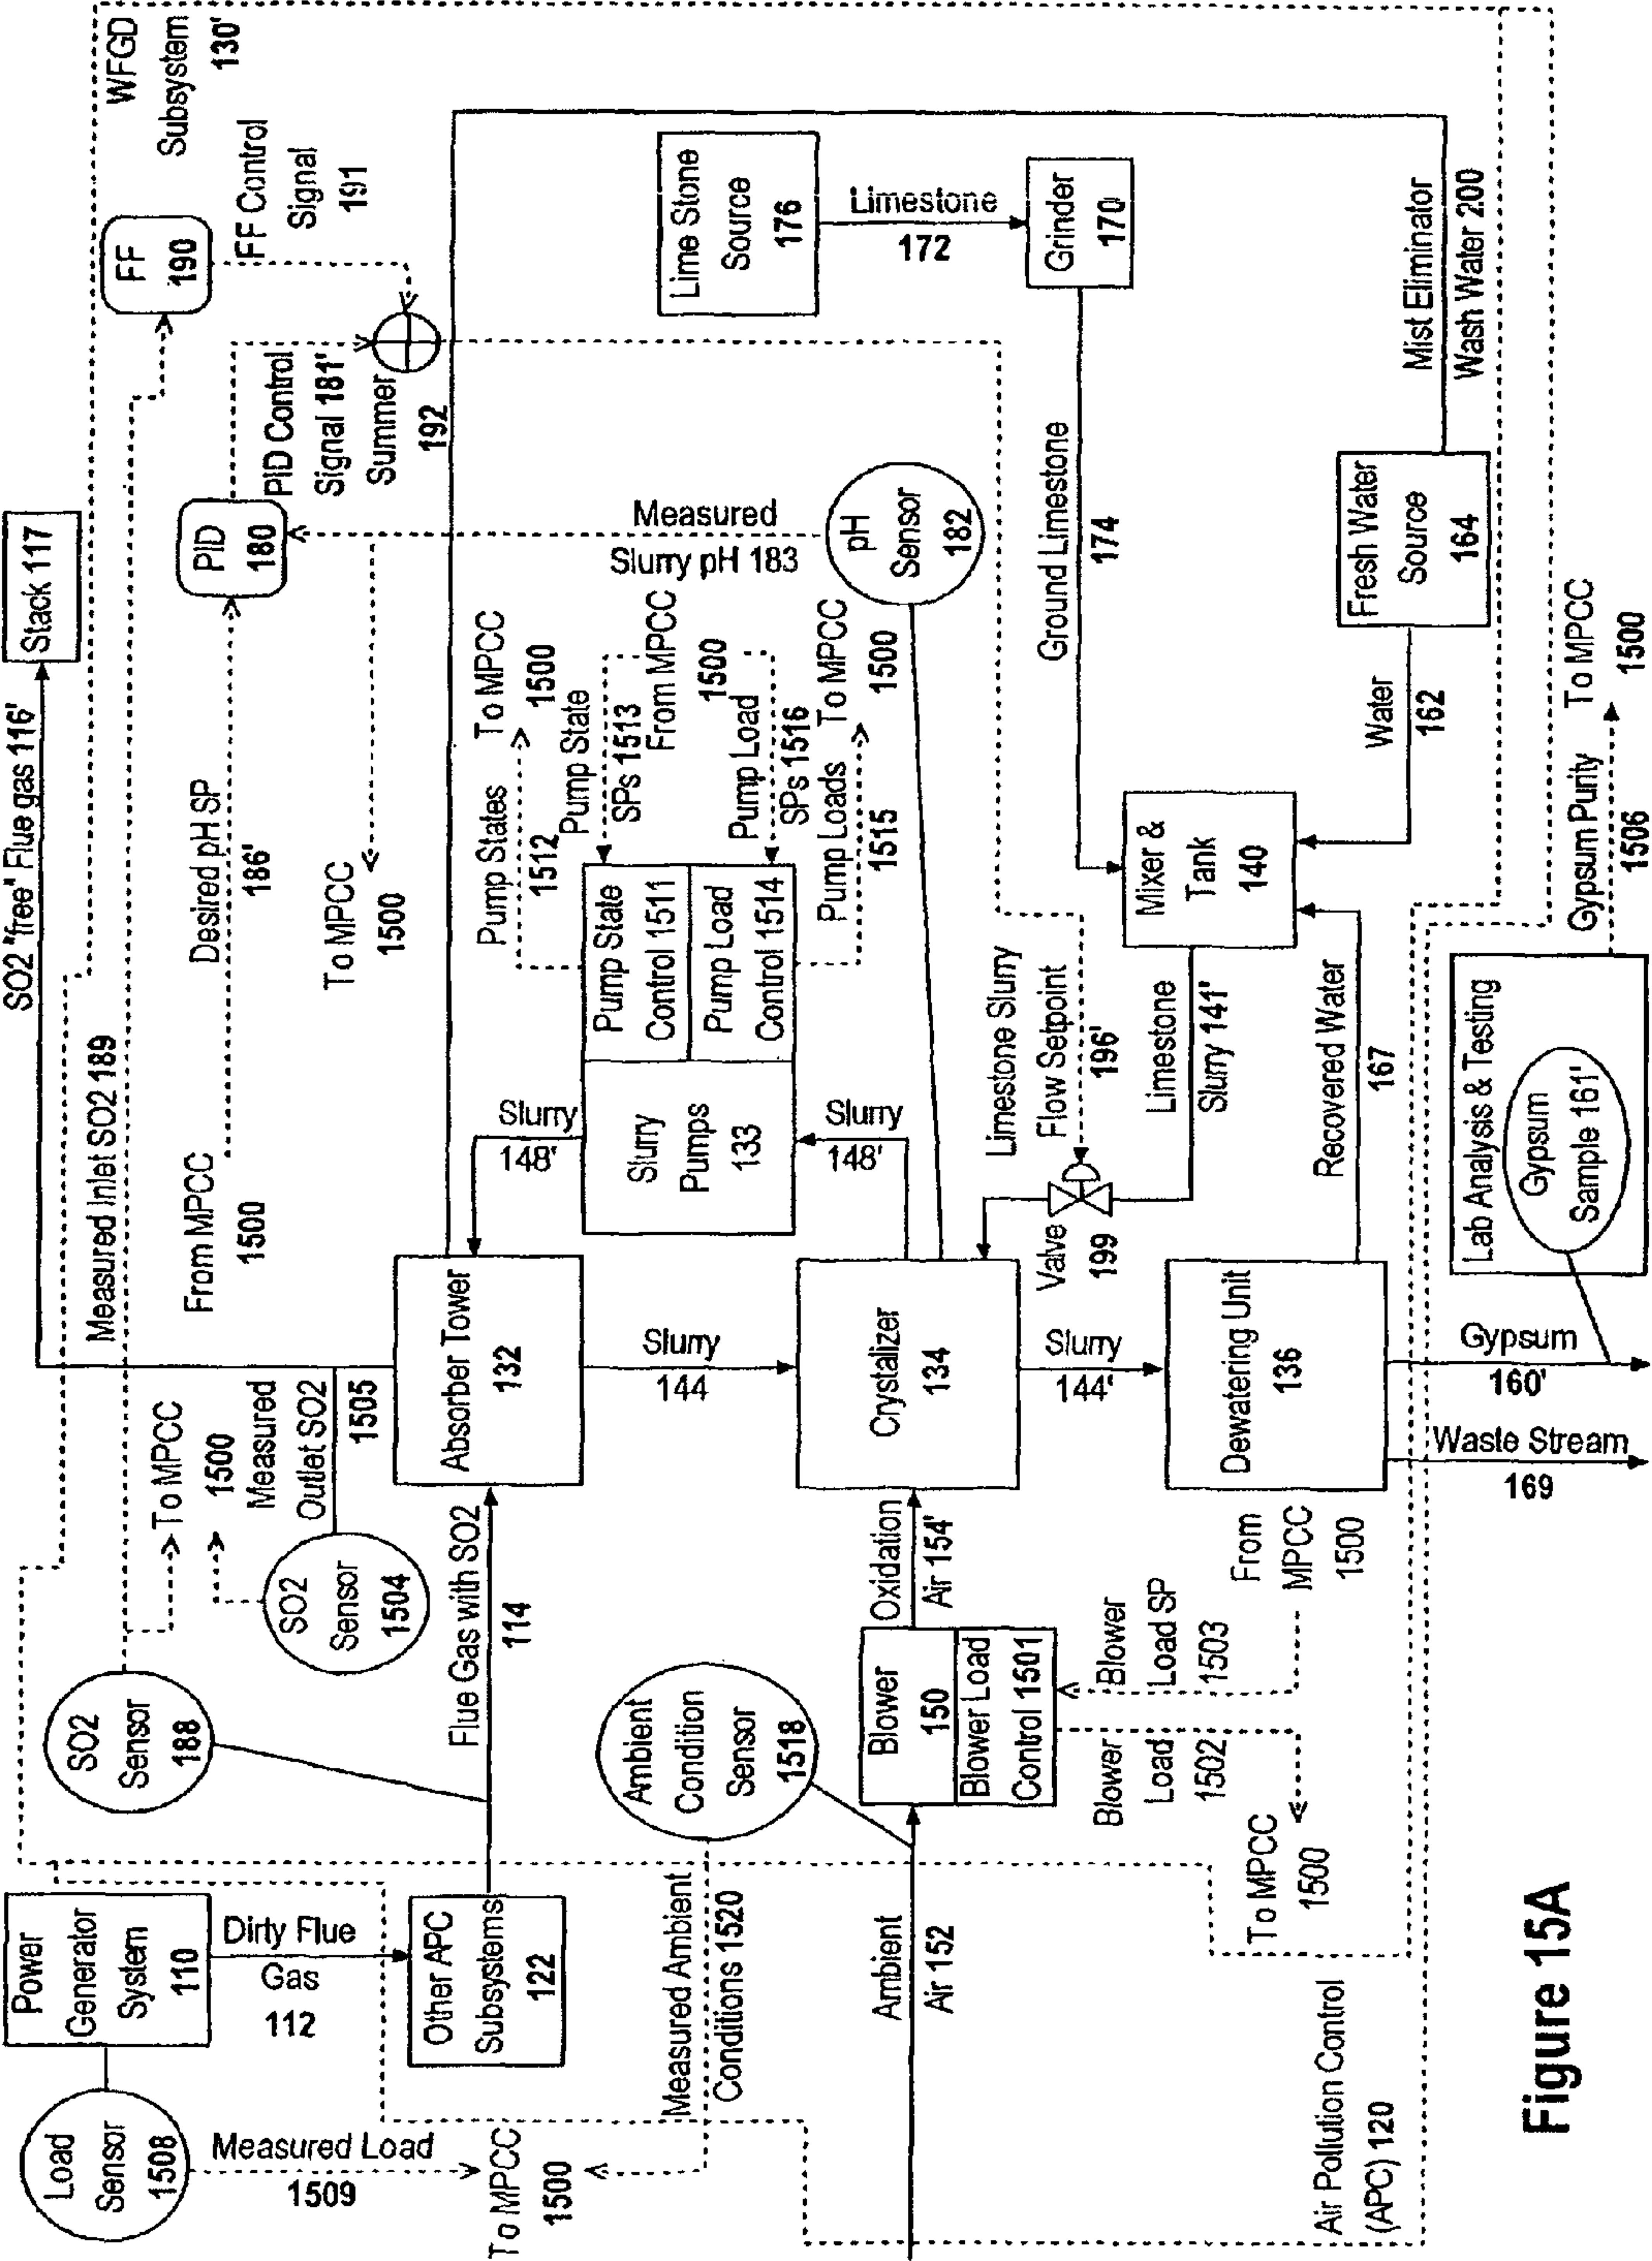 Load
Sensor
1508
Measured Load
1509
To MPCC
1500
Power
Generator
System
110
Dirty Flue
Gas
112
Other APC
Subsystems
122
Measured Ambient
Conditions 1520
SO2
Sensor
188
To MPCC
1500
SO2
Sensor
1504
Measured
Outlet SO2
1505
Flue Gas with SO2
114
Ambient
Condition
Sensor
1518
Ambient
Air 152
Blower
150
Blower Load
Control 1501
Oxidation
Air 154'
Blower
Load SP
1503
Blower
Load
1502
From
MPCC
1500
To MPCC
1500
Air Pollution Control
(APC) 120
SO2 "free" Flue gas 116'
Stack 117
Measured Inlet SO2 189
From MPCC
1500
Desired pH SP
186'
To MPCC
1500
Absorber Tower
132
Slurry
144
Crystalizer
134
Slurry
144'
Dewatering Unit
136
Waste Stream
169
Gypsum
160'
Slurry
148'
Slurry
Pumps
133
Slurry
148'
Pump State
Control 1511
Pump Load
Control 1514
Pump States
1512
To MPCC
1500
Pump State
SPs 1513
From MPCC
1500
Pump Load
SPs 1516
Pump Loads
1515
To MPCC
1500
PID
180
Measured
Slurry pH 183
pH
Sensor
182
PID Control
Signal 181'
Summer
192
FF
190
FF Control
Signal
191
WFGD
Subsystem
130'
Lime Stone
Source
176
Limestone
172
Grinder
170
Ground Limestone
174
Limestone Slurry
Flow Setpoint
196'
Valve
199
Limestone
Slurry 141'
Mixer &
Tank
140
Recovered Water
167
Water
162
Fresh Water
Source
164
Mist Eliminator
Wash Water 200
Lab Analysis & Testing
Gypsum
Sample 161'
Gypsum Purity
1506
To MPCC
1500
Figure 15A